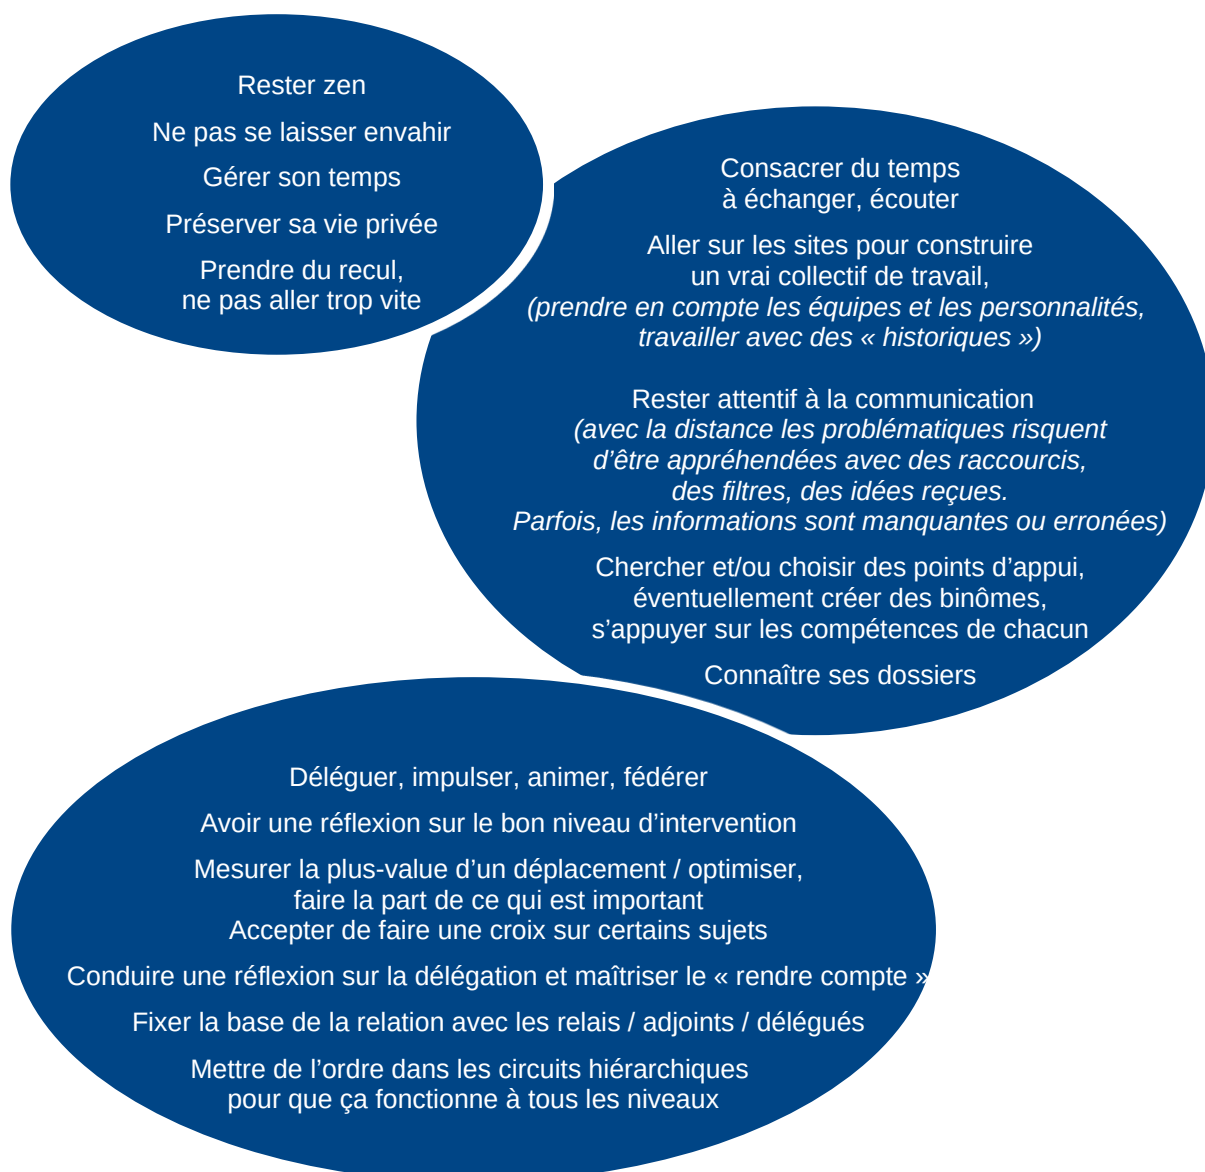 Rester zen
Ne pas se laisser envahir
Gérer son temps
Préserver sa vie privée
Prendre du recul,
ne pas aller trop vite
Consacrer du temps
à échanger, écouter
Aller sur les sites pour construire
un vrai collectif de travail,
(prendre en compte les équipes et les personnalités,
travailler avec des « historiques »)
Rester attentif à la communication
(avec la distance les problématiques risquent
d’être appréhendées avec des raccourcis,
des filtres, des idées reçues.
Parfois, les informations sont manquantes ou erronées)
Chercher et/ou choisir des points d’appui,
éventuellement créer des binômes,
s’appuyer sur les compétences de chacun
Connaître ses dossiers
Déléguer, impulser, animer, fédérer
Avoir une réflexion sur le bon niveau d’intervention
Mesurer la plus-value d’un déplacement / optimiser,
faire la part de ce qui est important
Accepter de faire une croix sur certains sujets
Conduire une réflexion sur la délégation et maîtriser le « rendre compte »
Fixer la base de la relation avec les relais / adjoints / délégués
Mettre de l’ordre dans les circuits hiérarchiques
pour que ça fonctionne à tous les niveaux